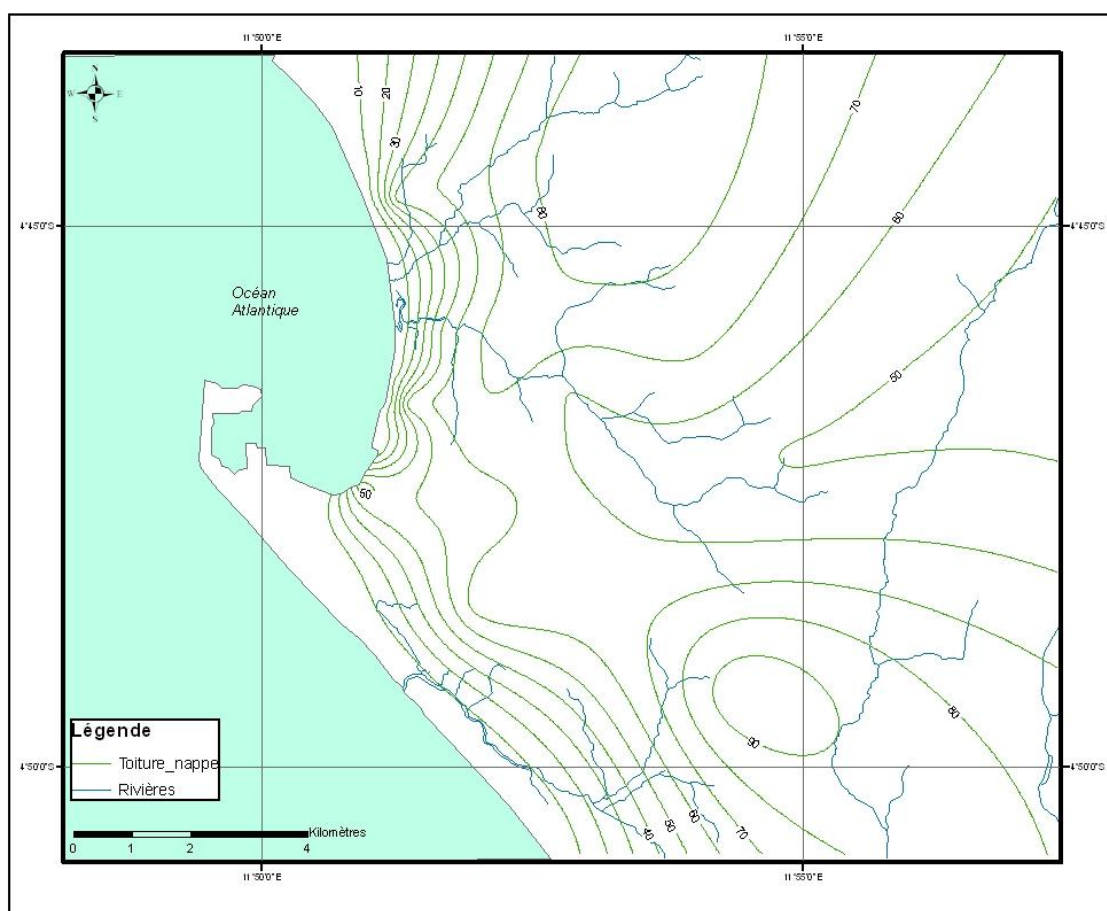 11°50'0"E 11°55'0"E
N
W E
S
10 20 70
30
4°45'0"S 80 60 4°45'0"S
Océan
Atlantique
50
50
80
90
Légende
Toiture_nappe
4°50'0"S 4°50'0"S
Rivières
Kilomètres
40 50 60 70
0 1 2 4
11°50'0"E 11°55'0"E